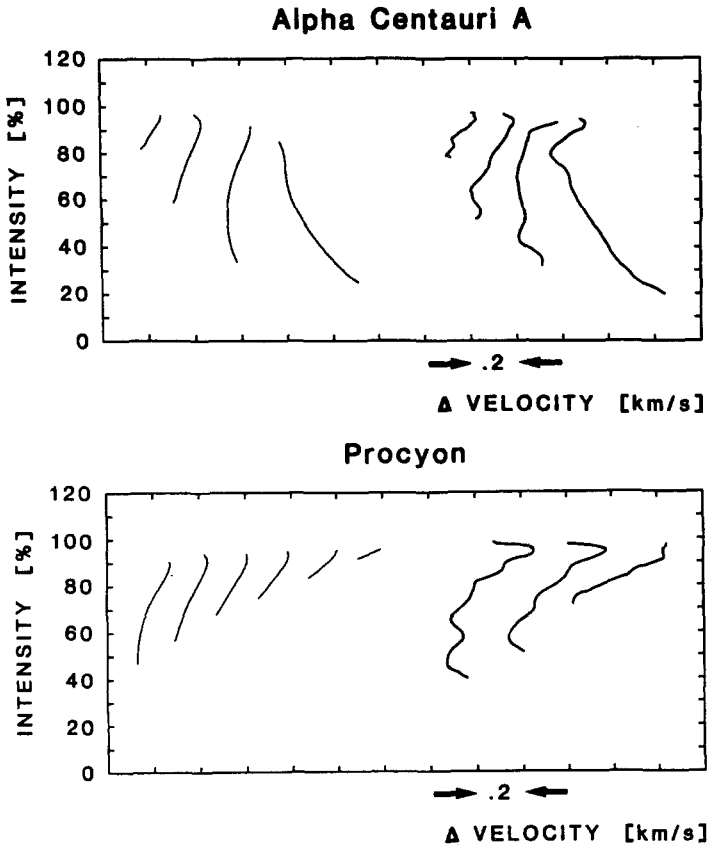 Alpha Centauri A
INTENSITY [%]
120
100
80
60
40
20
0
.2
Δ VELOCITY [km/s]
Procyon
INTENSITY [%]
120
100
80
60
40
20
0
.2
Δ VELOCITY [km/s]